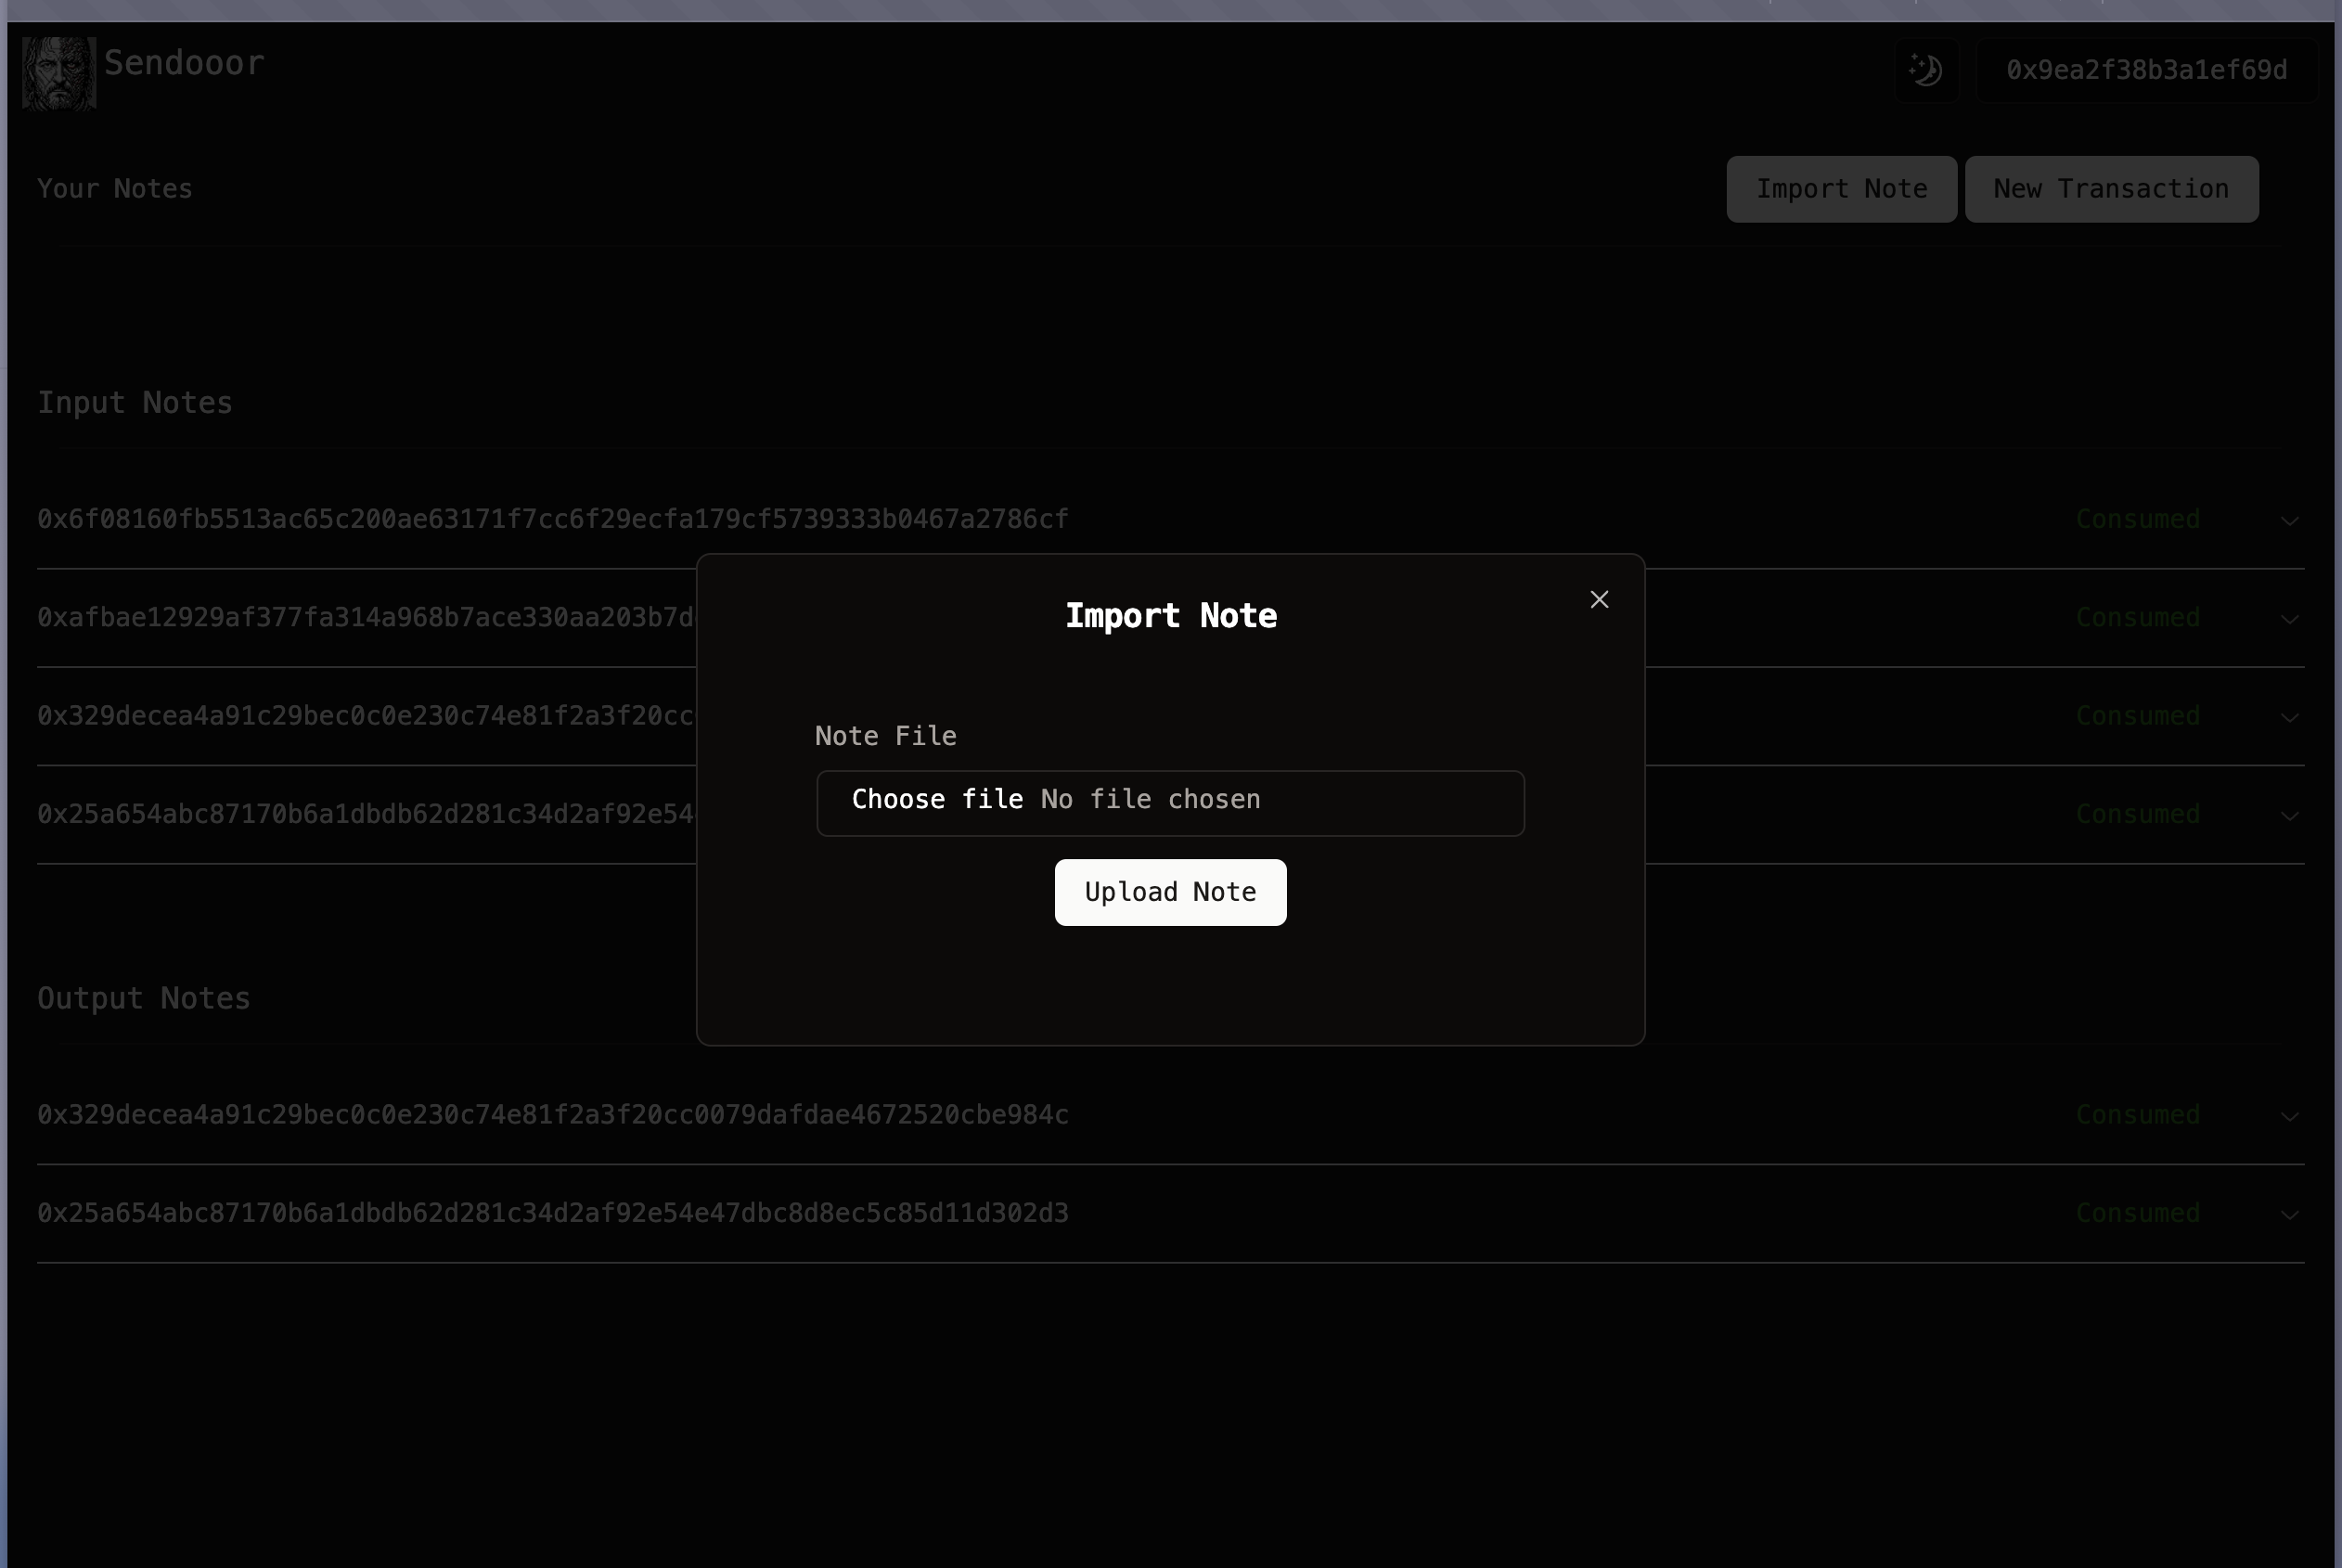 Sendooor
0x9ea2f38b3a1ef69d
Your Notes
Import Note
New Transaction
Input Notes
0x6f08160fb5513ac65c200ae63171f7cc6f29ecfa179cf5739333b0467a2786cf
Consumed
0xafbae12929af377fa314a968b7ace330aa203b7d
Consumed
0x329decea4a91c29bec0c0e230c74e81f2a3f20cc
Consumed
0x25a654abc87170b6a1dbdb62d281c34d2af92e54
Consumed
Import Note
Note File
Choose file No file chosen
Upload Note
Output Notes
0x329decea4a91c29bec0c0e230c74e81f2a3f20cc0079dafdae4672520cbe984c
Consumed
0x25a654abc87170b6a1dbdb62d281c34d2af92e54e47dbc8d8ec5c85d11d302d3
Consumed